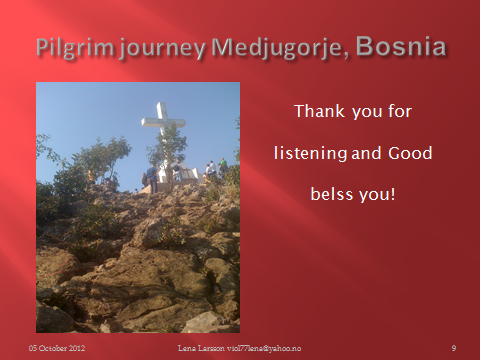 Pilgrim journey Medjugorje, Bosnia
Thank you for
listening and Good
belss you!
05 October 2012
Lena Larsson viol77lena@yahoo.no
9